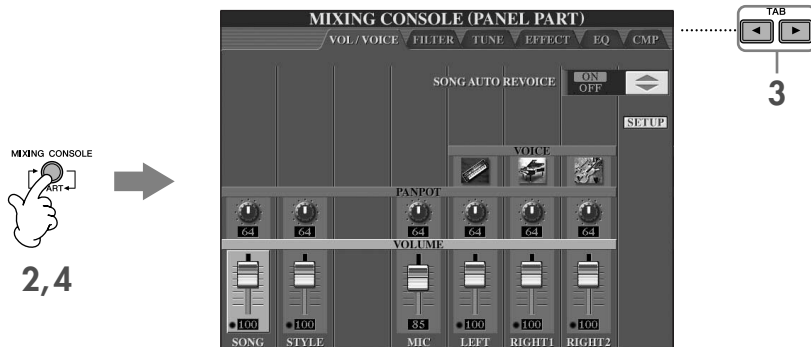 MIXING CONSOLE (PANEL PART)
VOL / VOICE FILTER TUNE EFFECT EQ CMP
TAB
3
SONG AUTO REVOICE ON
OFF
SETUP
MIXING CONSOLE
ART
2,4
VOICE
PANPOT
64 64 64 64 64 64
VOLUME
100 100 85 100 100 100
SONG STYLE MIC LEFT RIGHT1 RIGHT2